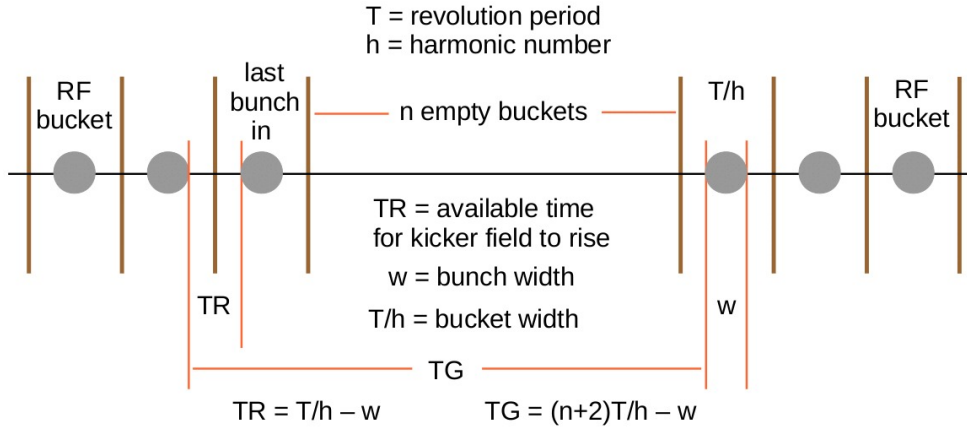 T = revolution period
h = harmonic number
RF
bucket
last
bunch
in
n empty buckets
T/h
RF
bucket
TR = available time
for kicker field to rise
w = bunch width
T/h = bucket width
TR
w
TG
TR = T/h – w
TG = (n+2)T/h – w